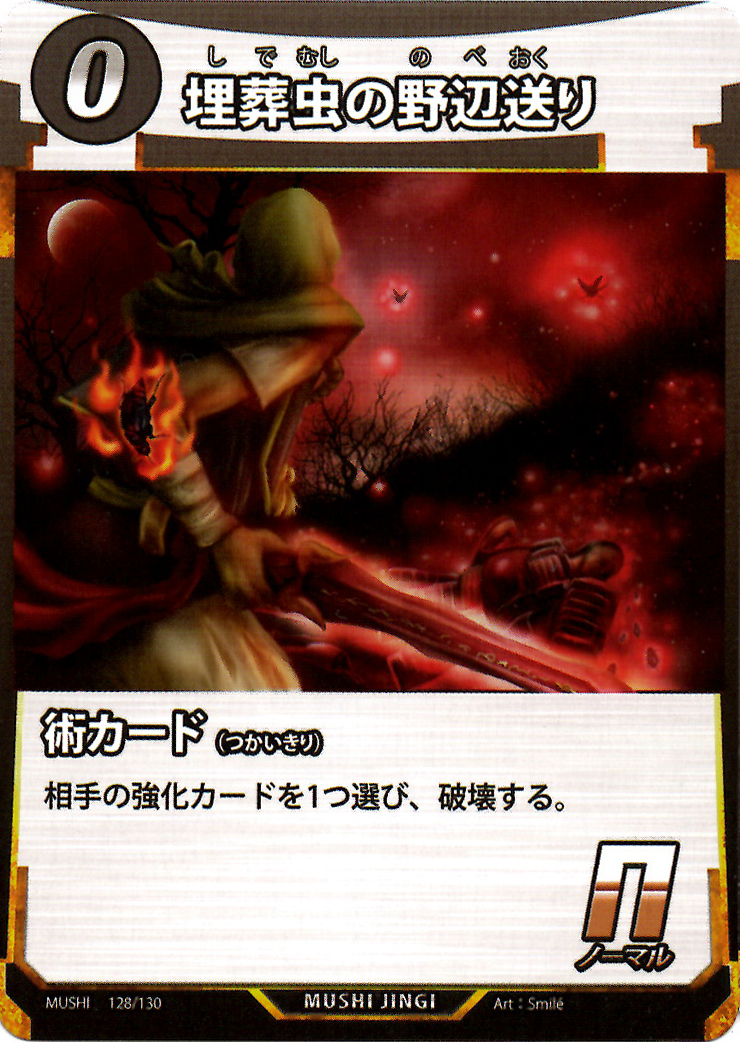 0
しでむし のべおく
埋葬虫の野辺送り
術カード (つかいきり)
相手の強化カードを1つ選び、破壊する。
n
ノーマル
MUSHI 128/130
MUSHI JINGI
Art : Smilé